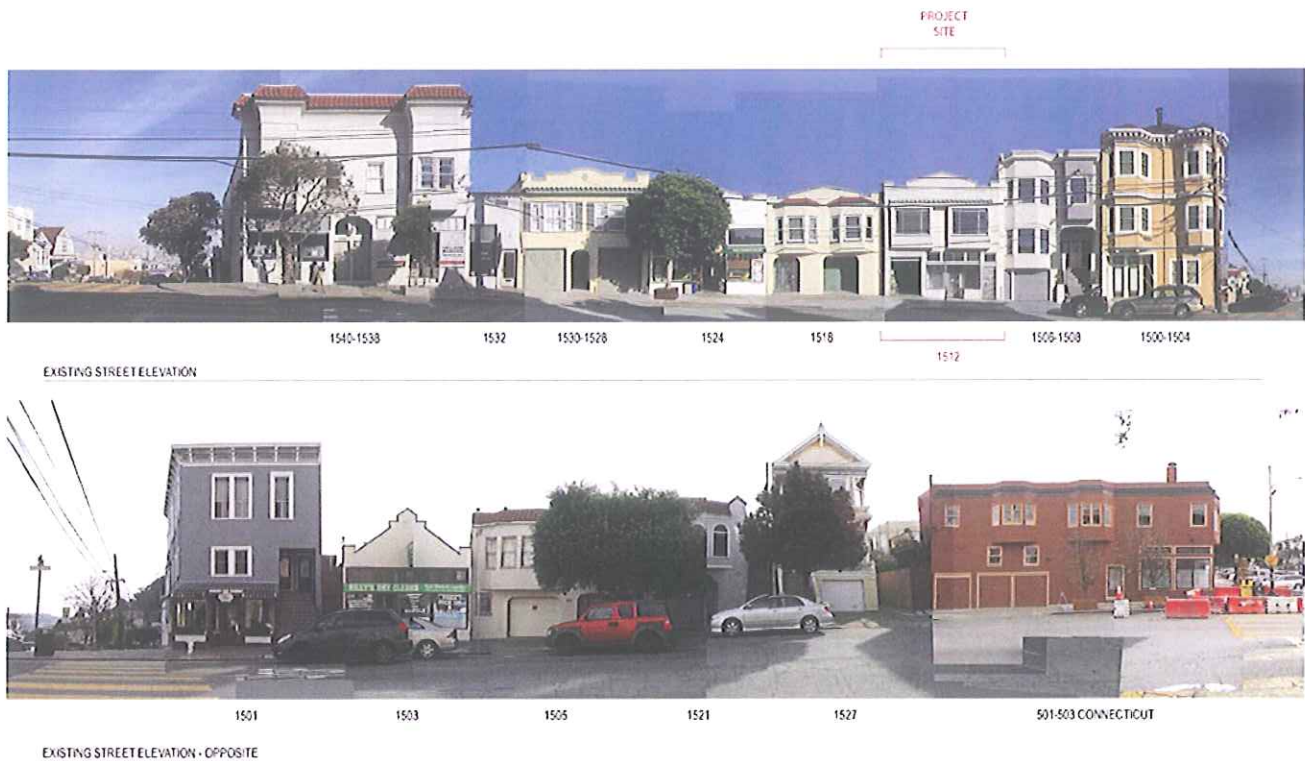 PROJECT
SITE
1540-1538
1532
1530-1528
1524
1518
1512
1506-1508
1500-1504
EXISTING STREET ELEVATION
1501
1503
1505
1521
1527
501-503 CONNECTICUT
EXISTING STREET ELEVATION - OPPOSITE